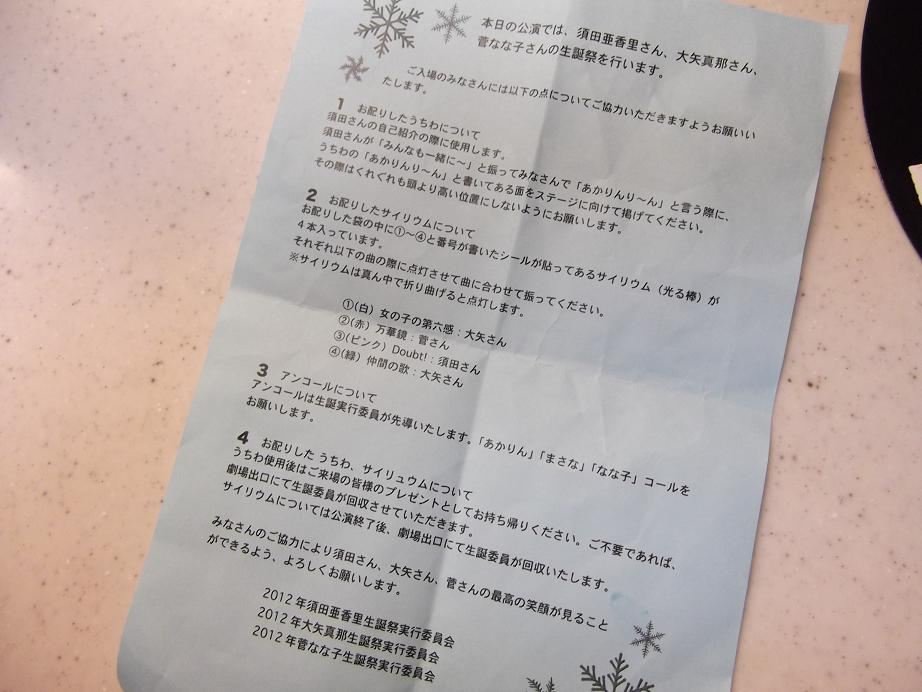 本日の公演では、須田亜香里さん、大矢真那さん、
菅なな子さんの生誕祭を行います。
ご入場のみなさんには以下の点についてご協力いただきますようお願いい
たします。
1 お配りしたうちわについて
須田さんの自己紹介の際に使用します。
須田さんが「みんなも一緒に～」と振ってみなさんで「あかりんり～ん」と言う際に、
うちわの「あかりんり～ん」と書いてある面をステージに向けて掲げてください。
その際はくれぐれも頭より高い位置にしないようにお願いします。
2 お配りしたサイリウムについて
お配りした袋の中に①～④と番号が書いたシールが貼ってあるサイリウム（光る棒）が
4本入っています。
それぞれ以下の曲の際に点灯させて曲に合わせて振ってください。
※サイリウムは真ん中で折り曲げると点灯します。
①(白）女の子の第六感：大矢さん
②(赤）万華鏡：菅さん
③(ピンク）Doubt!：須田さん
④(緑）仲間の歌：大矢さん
3 アンコールについて
アンコールは生誕実行委員が先導いたします。「あかりん」「まさな」「なな子」コールを
お願いします。
4 お配りした うちわ、サイリュウムについて
うちわ使用後はご来場の皆様のプレゼントとしてお持ち帰りください。ご不要であれば、
劇場出口にて生誕委員が回収させていただきます。
サイリウムについては公演終了後、劇場出口にて生誕委員が回収いたします。
みなさんのご協力により須田さん、大矢さん、菅さんの最高の笑顔が見ること
ができるよう、よろしくお願いします。
2012年須田亜香里生誕祭実行委員会
2012年大矢真那生誕祭実行委員会
2012年菅なな子生誕祭実行委員会